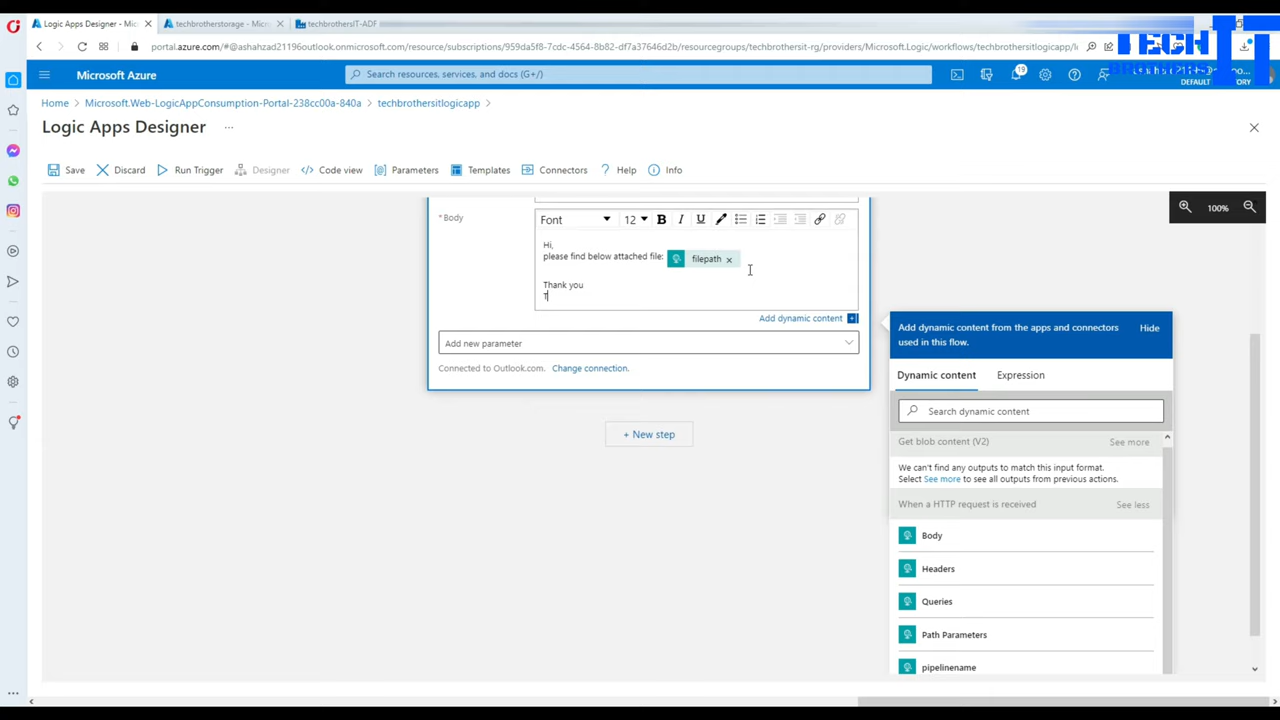 Logic Apps Designer - Mic
techbrotherstorage - Micro
techbrothersIT-ADF
portal.azure.com/#@ashahzad21196outlook.onmicrosoft.com/resource/subscriptions/959da5f8-7cdc-4564-8b82-df7a37646d2b/resourcegroups/techbrothersit-rg/providers/Microsoft.Logic/workflows/techbrothersitlogicapp/l
TECH
BROTHERS
IT
Microsoft Azure
Search resources, services, and docs (G+/)
19
DEFAULT
Home > Microsoft.Web-LogicAppConsumption-Portal-238cc00a-840a > techbrothersitlogicapp >
Logic Apps Designer ...
Save
Discard
Run Trigger
Designer
</> Code view
[@] Parameters
Templates
Connectors
? Help
Info
100%
* Body
Font
12
B
I
U
Hi,
please find below attached file: filepath ×
Thank you
T
Add dynamic content +
Add new parameter
Connected to Outlook.com. Change connection.
+ New step
Add dynamic content from the apps and connectors
used in this flow.
Hide
Dynamic content
Expression
Search dynamic content
Get blob content (V2)
See more
We can't find any outputs to match this input format.
Select See more to see all outputs from previous actions.
When a HTTP request is received
See less
Body
Headers
Queries
Path Parameters
pipelinename